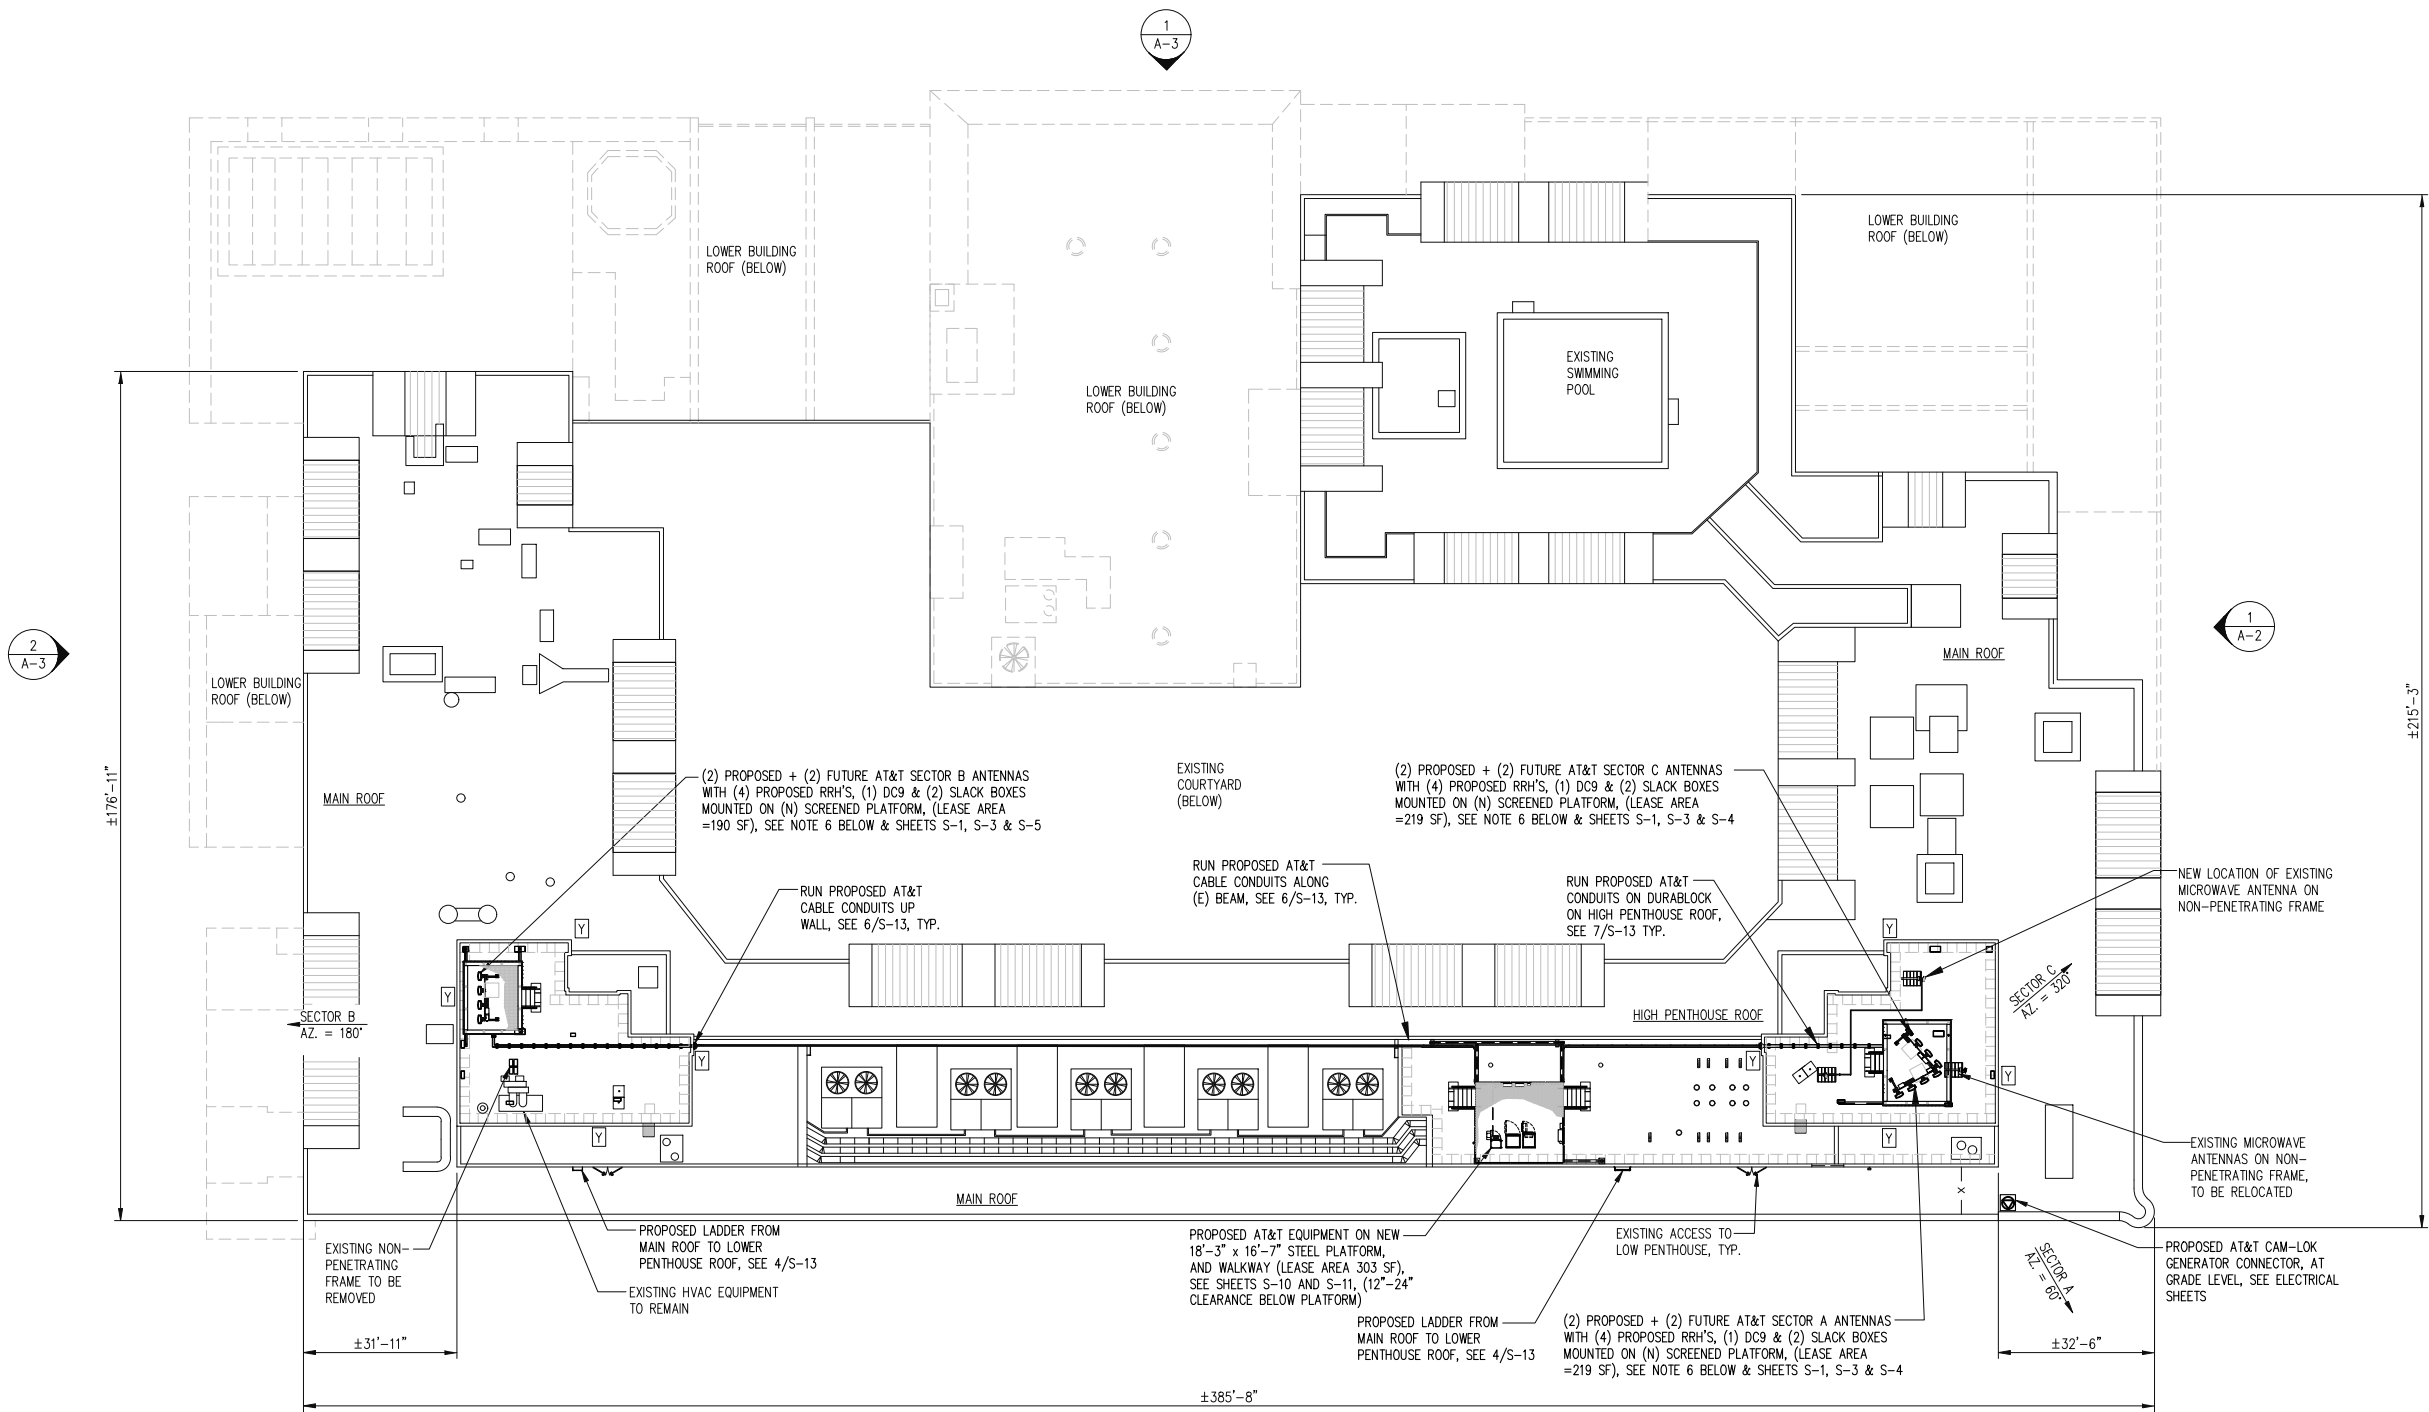 1
A-3
LOWER BUILDING
ROOF (BELOW)
LOWER BUILDING
ROOF (BELOW)
EXISTING
SWIMMING
POOL
LOWER BUILDING
ROOF (BELOW)
2
A-3
1
A-2
MAIN ROOF
LOWER BUILDING
ROOF (BELOW)
±215'-3"
±176'-11"
MAIN ROOF
(2) PROPOSED + (2) FUTURE AT&T SECTOR B ANTENNAS
WITH (4) PROPOSED RRH'S, (1) DC9 & (2) SLACK BOXES
MOUNTED ON (N) SCREENED PLATFORM, (LEASE AREA
=190 SF), SEE NOTE 6 BELOW & SHEETS S-1, S-3 & S-5
EXISTING
COURTYARD
(BELOW)
(2) PROPOSED + (2) FUTURE AT&T SECTOR C ANTENNAS
WITH (4) PROPOSED RRH'S, (1) DC9 & (2) SLACK BOXES
MOUNTED ON (N) SCREENED PLATFORM, (LEASE AREA
=219 SF), SEE NOTE 6 BELOW & SHEETS S-1, S-3 & S-4
RUN PROPOSED AT&T
CABLE CONDUITS UP
WALL, SEE 6/S-13, TYP.
RUN PROPOSED AT&T
CABLE CONDUITS ALONG
(E) BEAM, SEE 6/S-13, TYP.
RUN PROPOSED AT&T
CONDUITS ON DURABLOCK
ON HIGH PENTHOUSE ROOF,
SEE 7/S-13 TYP.
NEW LOCATION OF EXISTING
MICROWAVE ANTENNA ON
NON-PENETRATING FRAME
Y
Y
Y
SECTOR B
AZ. = 180°
SECTOR C
AZ. = 320°
HIGH PENTHOUSE ROOF
Y
Y
Y
Y
Y
X
MAIN ROOF
EXISTING MICROWAVE
ANTENNAS ON NON-
PENETRATING FRAME,
TO BE RELOCATED
EXISTING NON-
PENETRATING
FRAME TO BE
REMOVED
PROPOSED LADDER FROM
MAIN ROOF TO LOWER
PENTHOUSE ROOF, SEE 4/S-13
EXISTING HVAC EQUIPMENT
TO REMAIN
PROPOSED AT&T EQUIPMENT ON NEW
18'-3" x 16'-7" STEEL PLATFORM,
AND WALKWAY (LEASE AREA 303 SF),
SEE SHEETS S-10 AND S-11, (12"-24"
CLEARANCE BELOW PLATFORM)
EXISTING ACCESS TO
LOW PENTHOUSE, TYP.
SECTOR A
AZ. = 60°
PROPOSED AT&T CAM-LOK
GENERATOR CONNECTOR, AT
GRADE LEVEL, SEE ELECTRICAL
SHEETS
PROPOSED LADDER FROM
MAIN ROOF TO LOWER
PENTHOUSE ROOF, SEE 4/S-13
(2) PROPOSED + (2) FUTURE AT&T SECTOR A ANTENNAS
WITH (4) PROPOSED RRH'S, (1) DC9 & (2) SLACK BOXES
MOUNTED ON (N) SCREENED PLATFORM, (LEASE AREA
=219 SF), SEE NOTE 6 BELOW & SHEETS S-1, S-3 & S-4
±31'-11"
±32'-6"
±385'-8"